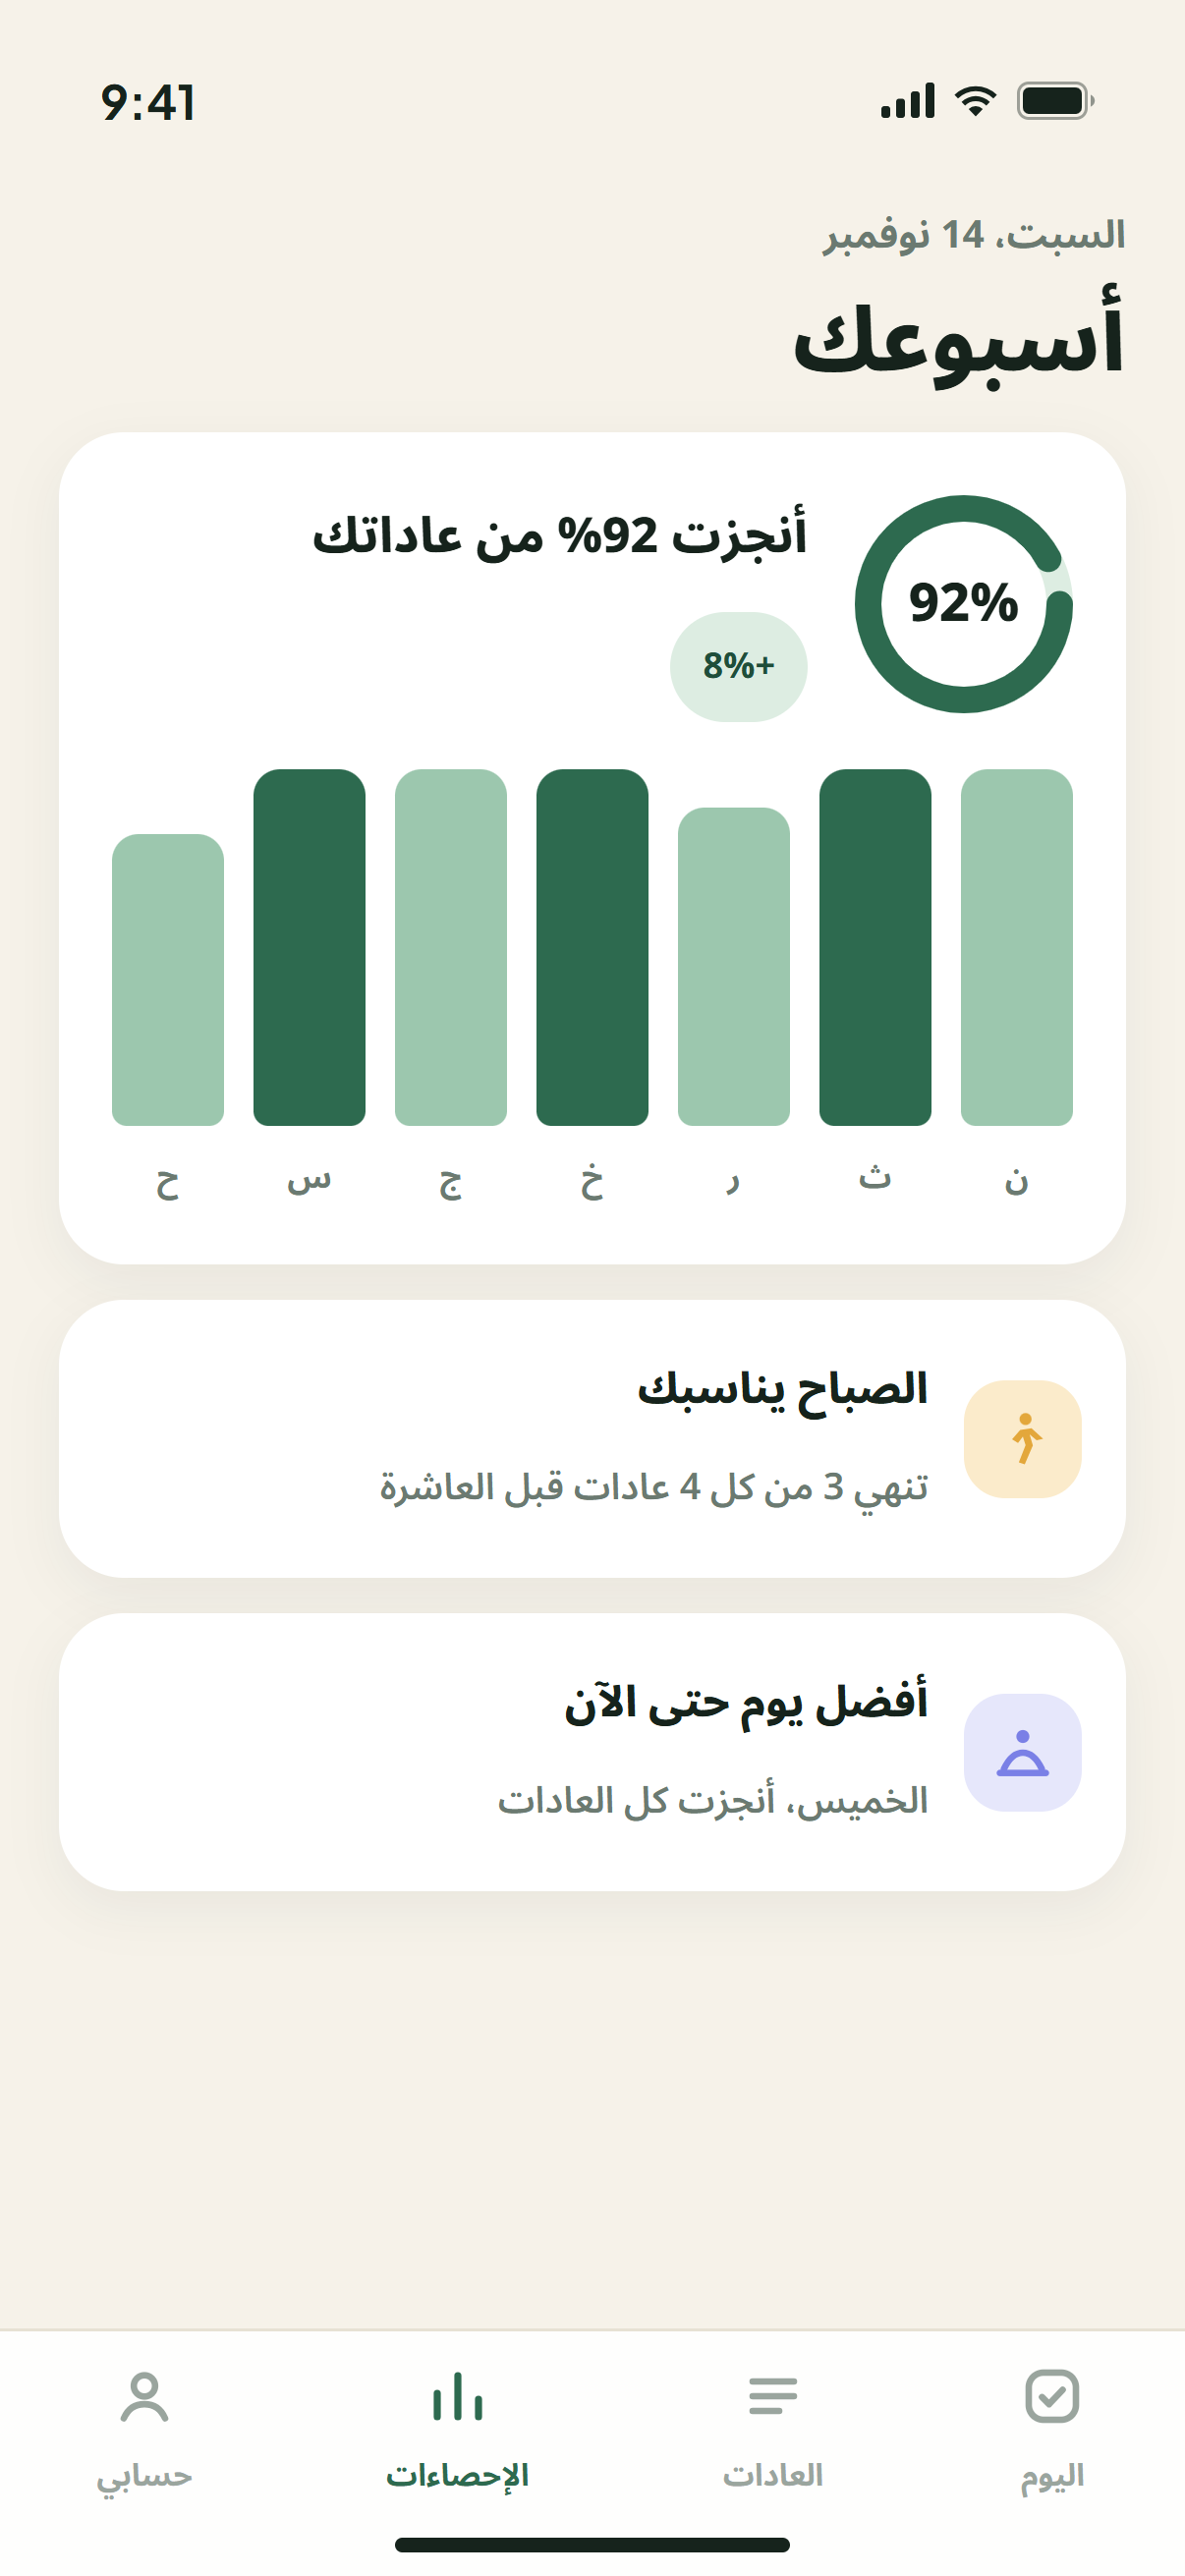 9:41
السبت، 14 نوفمبر
أسبوعك
92%
أنجزت 92% من عاداتك
+8%
ن ث ر خ ج س ح
الصباح يناسبك
تنهي 3 من كل 4 عادات قبل العاشرة
أفضل يوم حتى الآن
الخميس، أنجزت كل العادات
اليوم العادات الإحصاءات حسابي